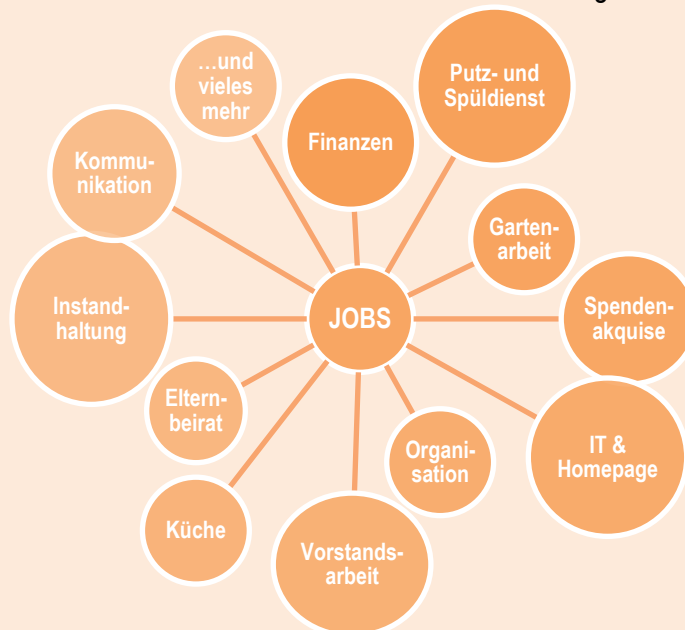 …und
vieles
mehr
Putz- und
Spüldienst
Finanzen
Kommu-
nikation
Garten-
arbeit
Instand-
haltung
JOBS
Spenden-
akquise
Eltern-
beirat
Organi-
sation
IT &
Homepage
Küche
Vorstands-
arbeit